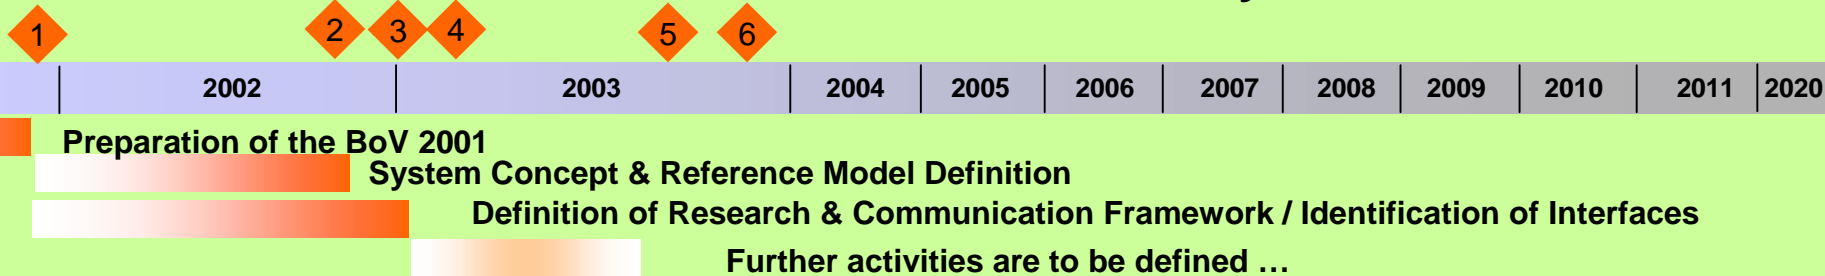 1 2 3 4 5 6
2002 2003 2004 2005 2006 2007 2008 2009 2010 2011 2020
Preparation of the BoV 2001
System Concept & Reference Model Definition
Definition of Research & Communication Framework / Identification of Interfaces
Further activities are to be defined …